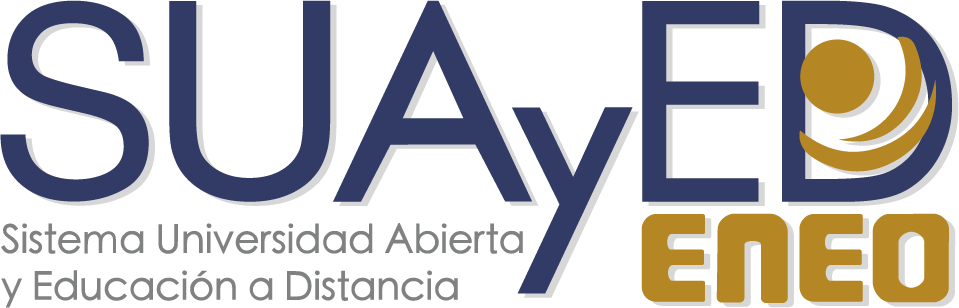 SUAyED
Sistema Universidad Abierta
y Educación a Distancia
ENEO